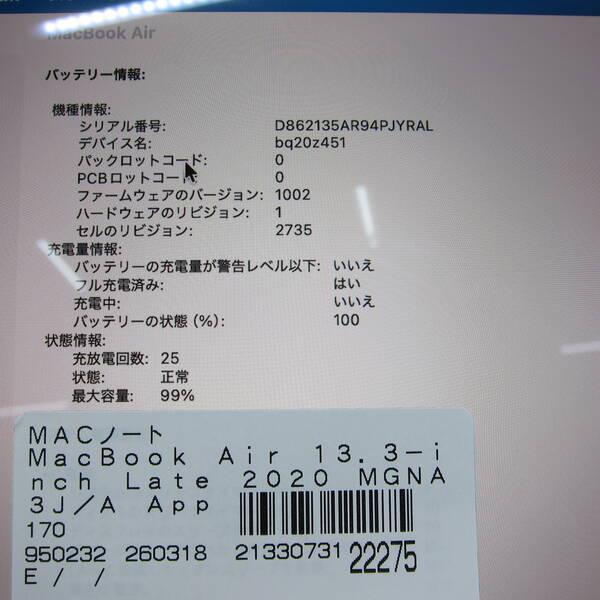 MacBook Air
バッテリー情報:
機種情報:
シリアル番号: D862135AR94PJYRAL
デバイス名: bq20z451
パックロットコード: 0
PCBロットコード: 0
ファームウェアのバージョン: 1002
ハードウェアのリビジョン: 1
セルのリビジョン: 2735
充電量情報:
バッテリーの充電量が警告レベル以下: いいえ
フル充電済み: はい
充電中: いいえ
バッテリーの状態 (%): 100
状態情報:
充放電回数: 25
状態: 正常
最大容量: 99%
MACノート
MacBook Air 13.3-i
nch Late 2020 MGNA
3J/A App
170
950232 260318 21330731 22275
E / /